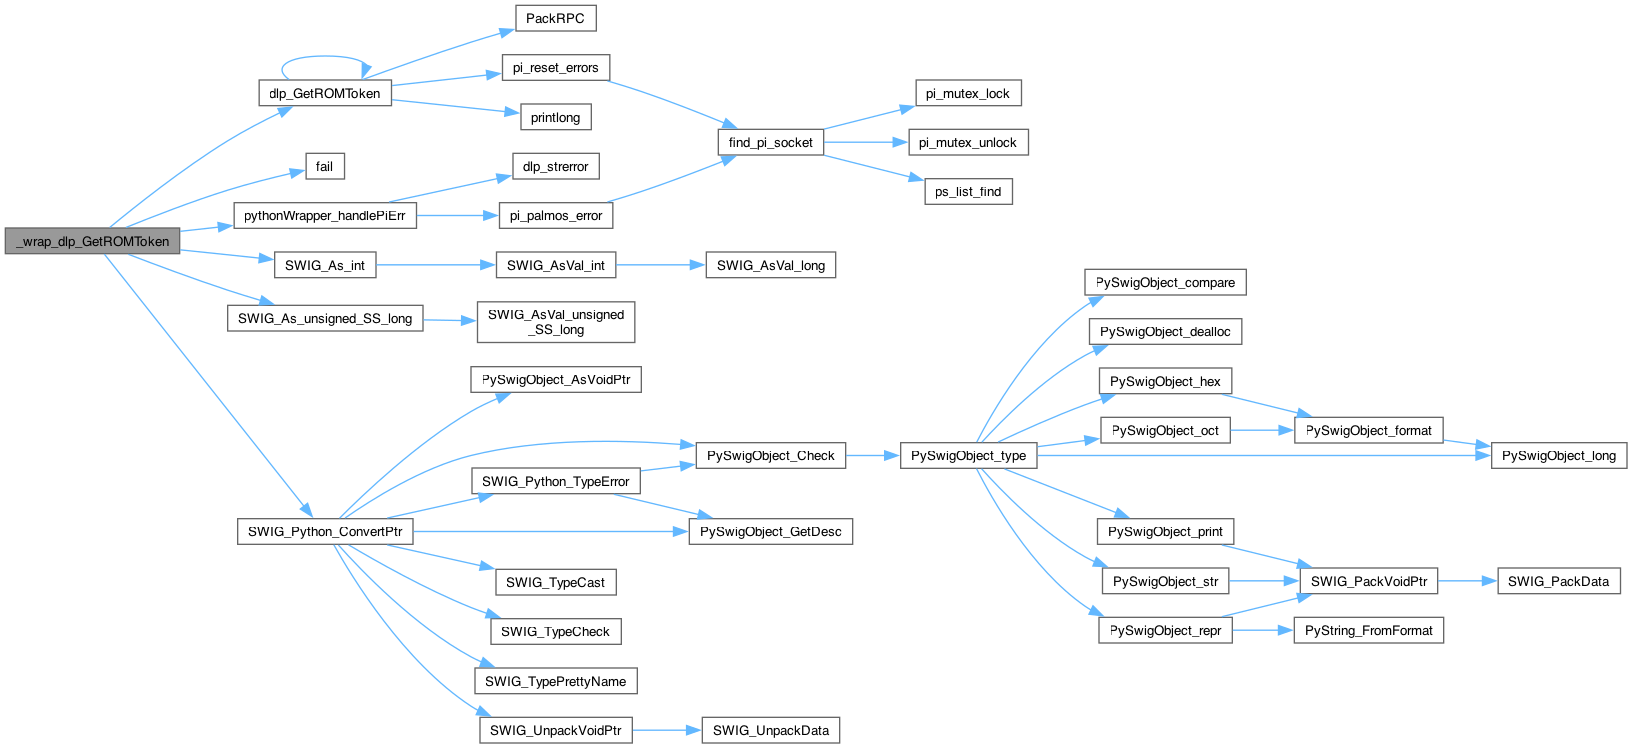 PackRPC
pi_reset_errors
dlp_GetROMToken
printlong
pi_mutex_lock
find_pi_socket
pi_mutex_unlock
fail
dlp_strerror
ps_list_find
pythonWrapper_handlePiErr
pi_palmos_error
_wrap_dlp_GetROMToken
SWIG_As_int
SWIG_AsVal_int
SWIG_AsVal_long
SWIG_As_unsigned_SS_long
SWIG_AsVal_unsigned
_SS_long
PySwigObject_compare
PySwigObject_dealloc
PySwigObject_AsVoidPtr
PySwigObject_hex
PySwigObject_oct
PySwigObject_format
PySwigObject_Check
PySwigObject_type
PySwigObject_long
SWIG_Python_TypeError
SWIG_Python_ConvertPtr
PySwigObject_GetDesc
PySwigObject_print
SWIG_TypeCast
PySwigObject_str
SWIG_PackVoidPtr
SWIG_PackData
SWIG_TypeCheck
PySwigObject_repr
PyString_FromFormat
SWIG_TypePrettyName
SWIG_UnpackVoidPtr
SWIG_UnpackData